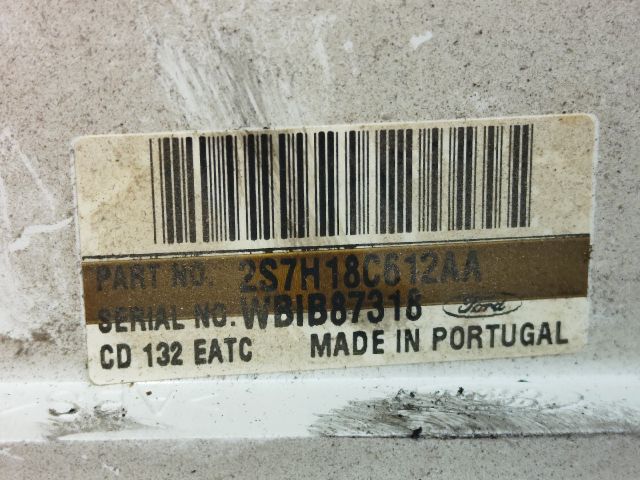 PART NO. 2S7H18C612AA
SERIAL NO. WBIB87318
Ford
CD 132 EATC MADE IN PORTUGAL